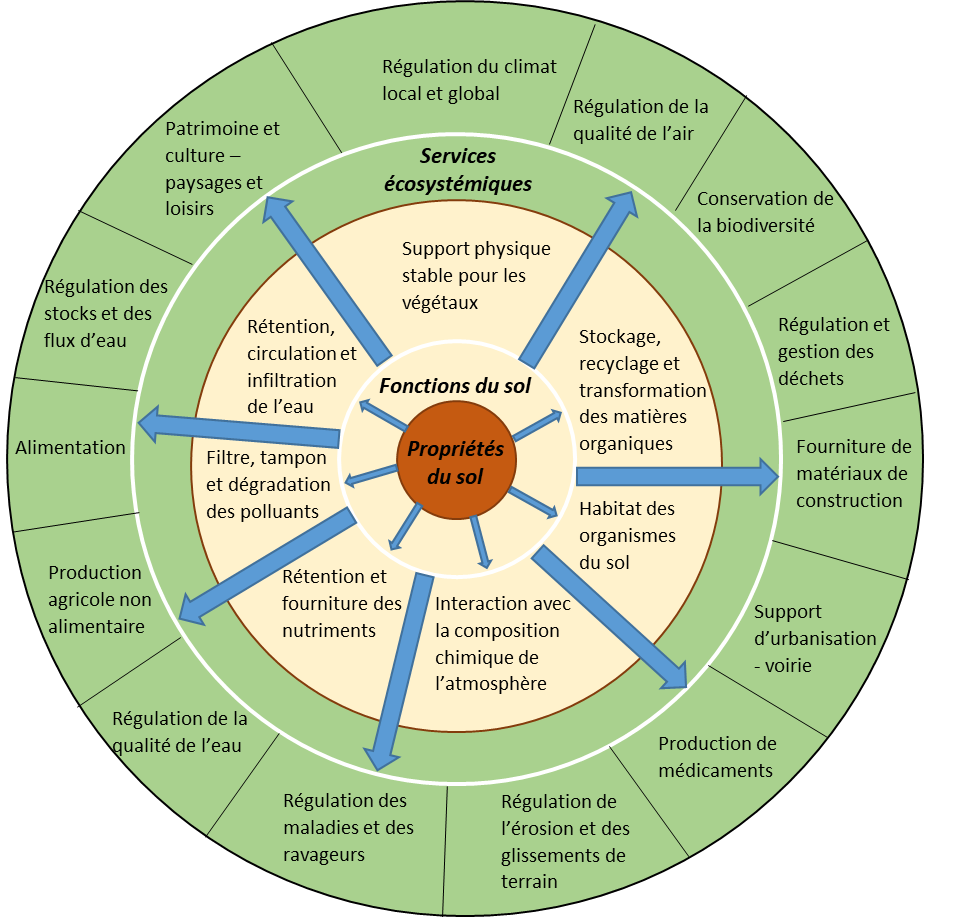 Régulation du climat
local et global
Régulation de la
qualité de l'air
Conservation de
la biodiversité
Régulation et
gestion des
déchets
Fourniture de
matériaux de
construction
Support
d'urbanisation
- voirie
Production de
médicaments
Régulation de
l'érosion et des
glissements de
terrain
Régulation des
maladies et des
ravageurs
Régulation de la
qualité de l'eau
Production
agricole non
alimentaire
Alimentation
Régulation des
stocks et des
flux d'eau
Patrimoine et
culture –
paysages et
loisirs
Services
écosystémiques
Support physique
stable pour les
végétaux
Stockage,
recyclage et
transformation
des matières
organiques
Habitat des
organismes
du sol
Interaction avec
la composition
chimique de
l'atmosphère
Rétention et
fourniture des
nutriments
Filtre, tampon
et dégradation
des polluants
Rétention,
circulation et
infiltration
de l'eau
Fonctions du sol
Propriétés
du sol